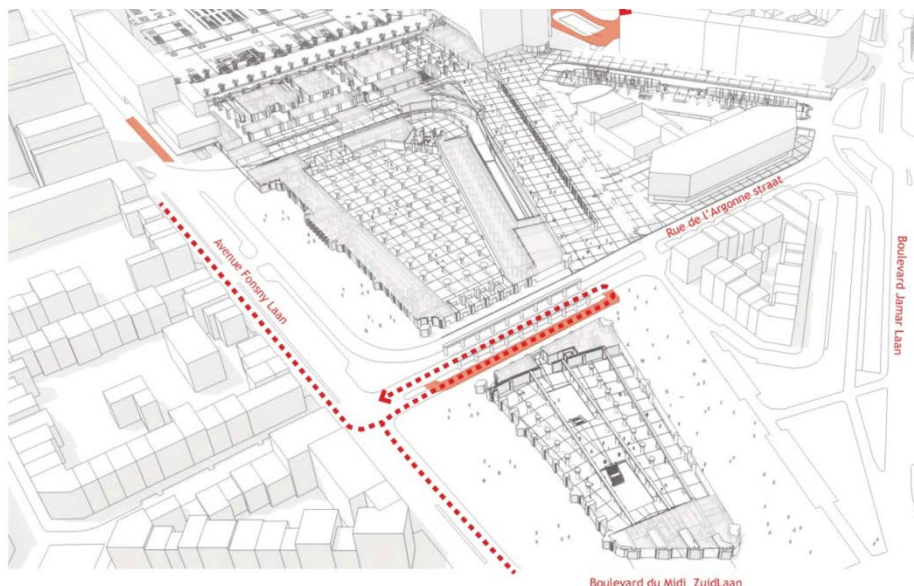 Rue de l'Argonne straat
Avenue Fonsny Laan
Boulevard Jamar Laan
Boulevard du Midi ZuidLaan